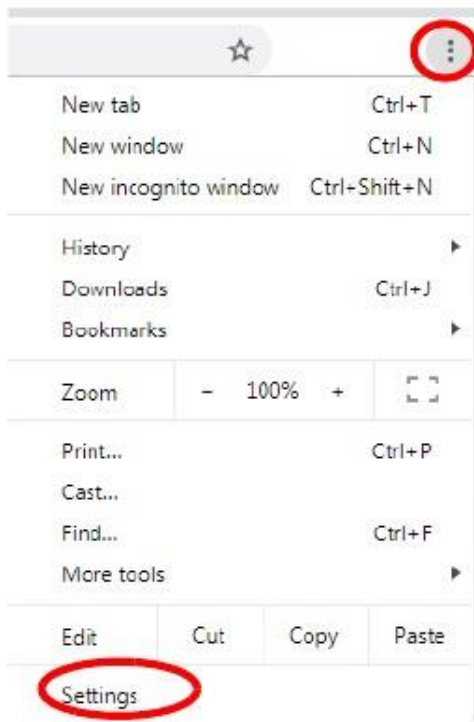 New tab Ctrl+T
New window Ctrl+N
New incognito window Ctrl+Shift+N
History
Downloads Ctrl+J
Bookmarks
Zoom - 100% +
Print... Ctrl+P
Cast...
Find... Ctrl+F
More tools
Edit Cut Copy Paste
Settings